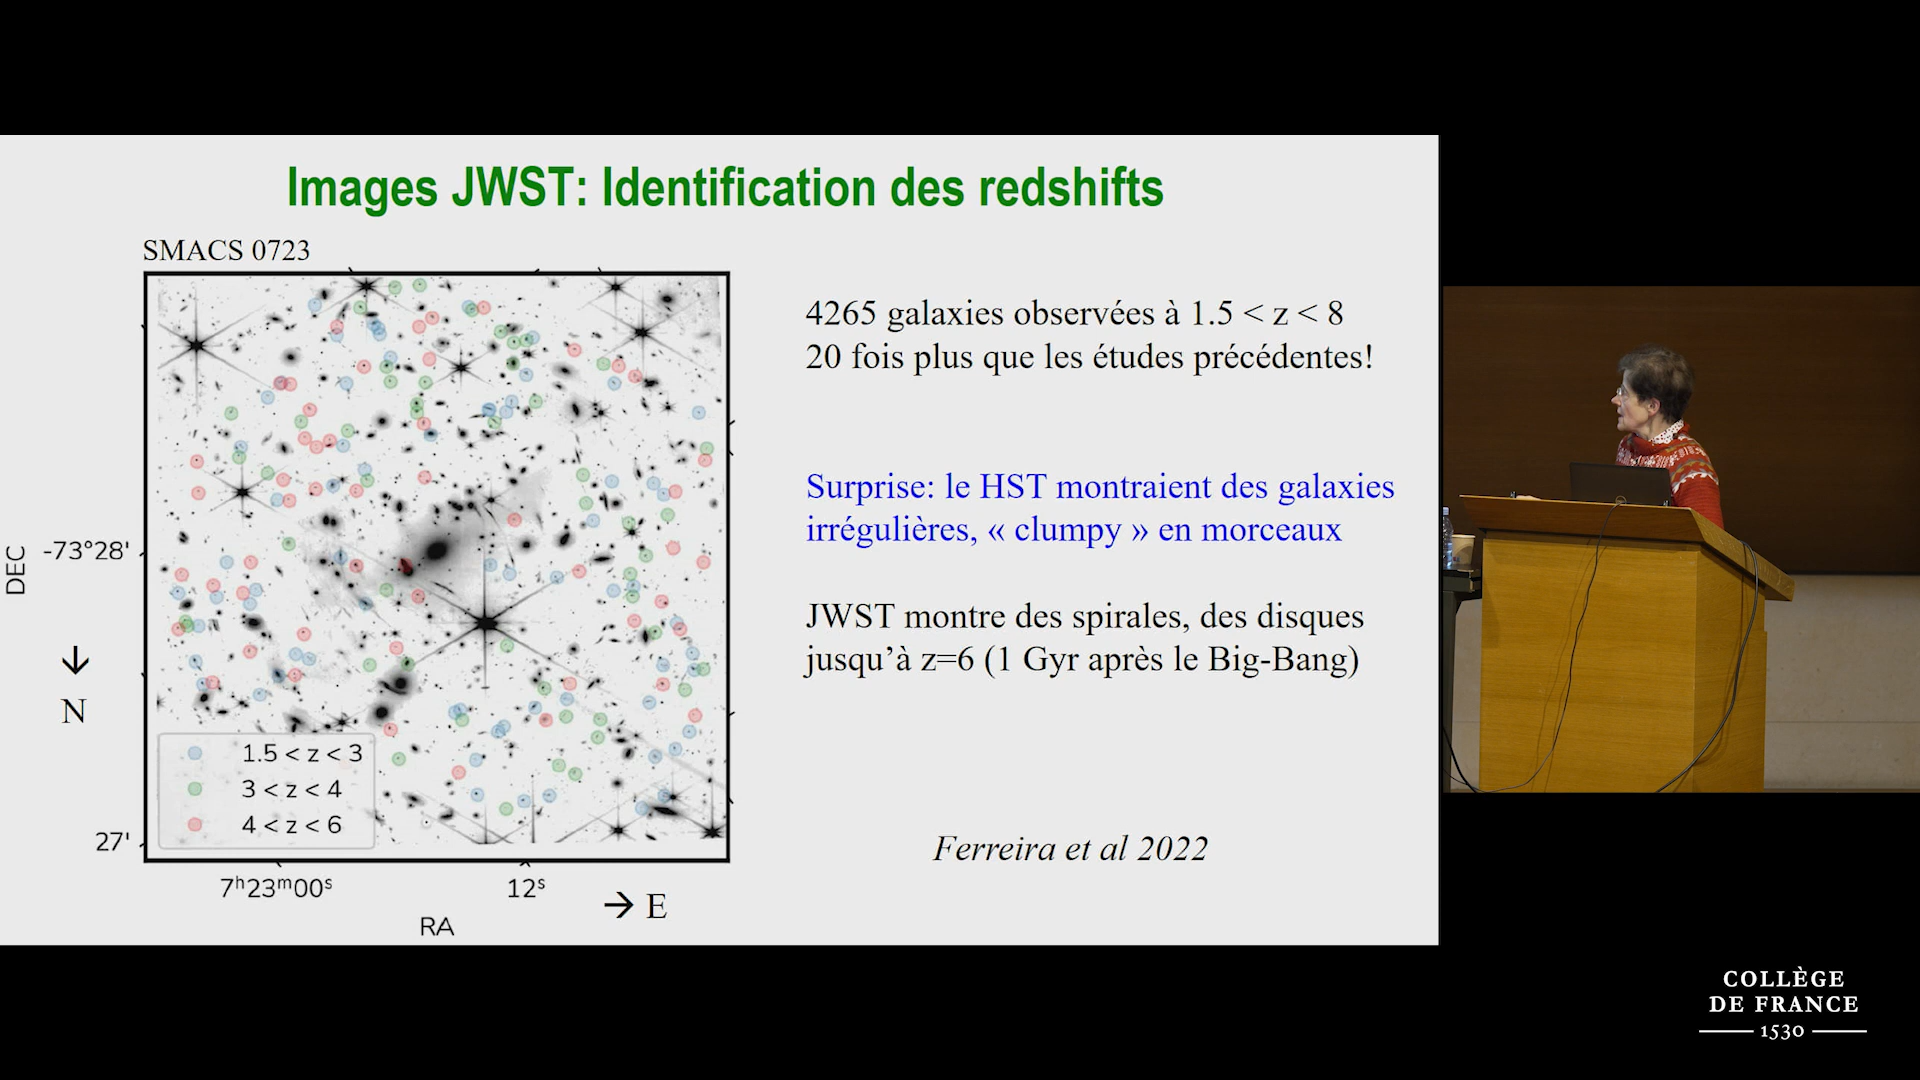 Images JWST: Identification des redshifts
SMACS 0723
4265 galaxies observées à 1.5 < z < 8
20 fois plus que les études précédentes!
Surprise: le HST montraient des galaxies
irrégulières, « clumpy » en morceaux
JWST montre des spirales, des disques
jusqu’à z=6 (1 Gyr après le Big-Bang)
Ferreira et al 2022
DEC
-73°28'
↓
N
1.5 < z < 3
3 < z < 4
4 < z < 6
27'
7ʰ23ᵐ00ˢ
12ˢ
→ E
RA
COLLÈGE
DE FRANCE
1530